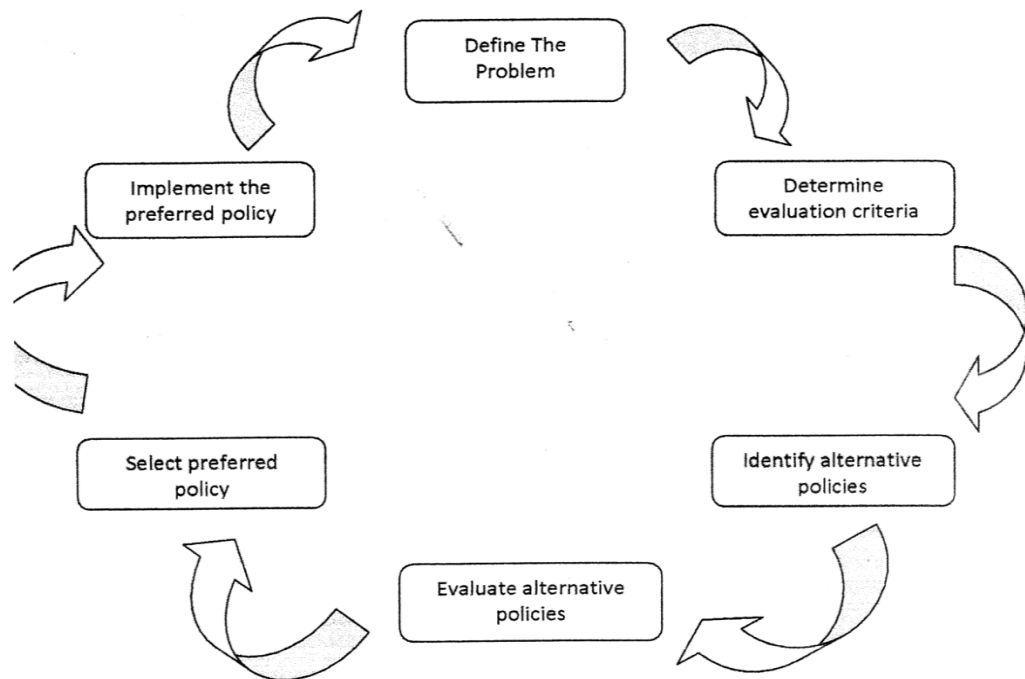 Define The
Problem
Determine
evaluation criteria
Identify alternative
policies
Evaluate alternative
policies
Select preferred
policy
Implement the
preferred policy